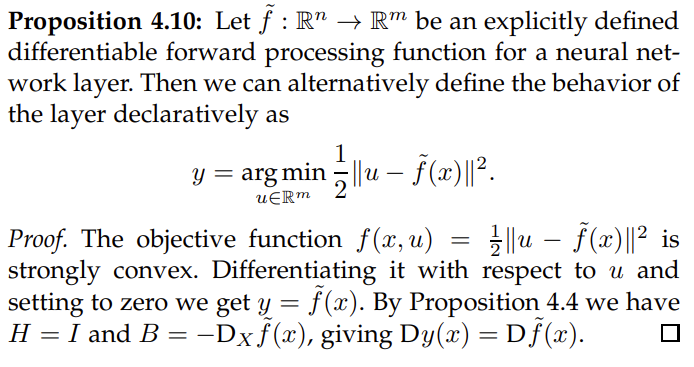 Proposition 4.10: Let f̃ : ℝⁿ → ℝᵐ be an explicitly defined
differentiable forward processing function for a neural net-
work layer. Then we can alternatively define the behavior of
the layer declaratively as
y = arg min_{u∈ℝᵐ} 1/2 ‖u − f̃(x)‖².
Proof. The objective function f(x, u) = ½‖u − f̃(x)‖² is
strongly convex. Differentiating it with respect to u and
setting to zero we get y = f̃(x). By Proposition 4.4 we have
H = I and B = −D_X f̃(x), giving Dy(x) = Df̃(x). □